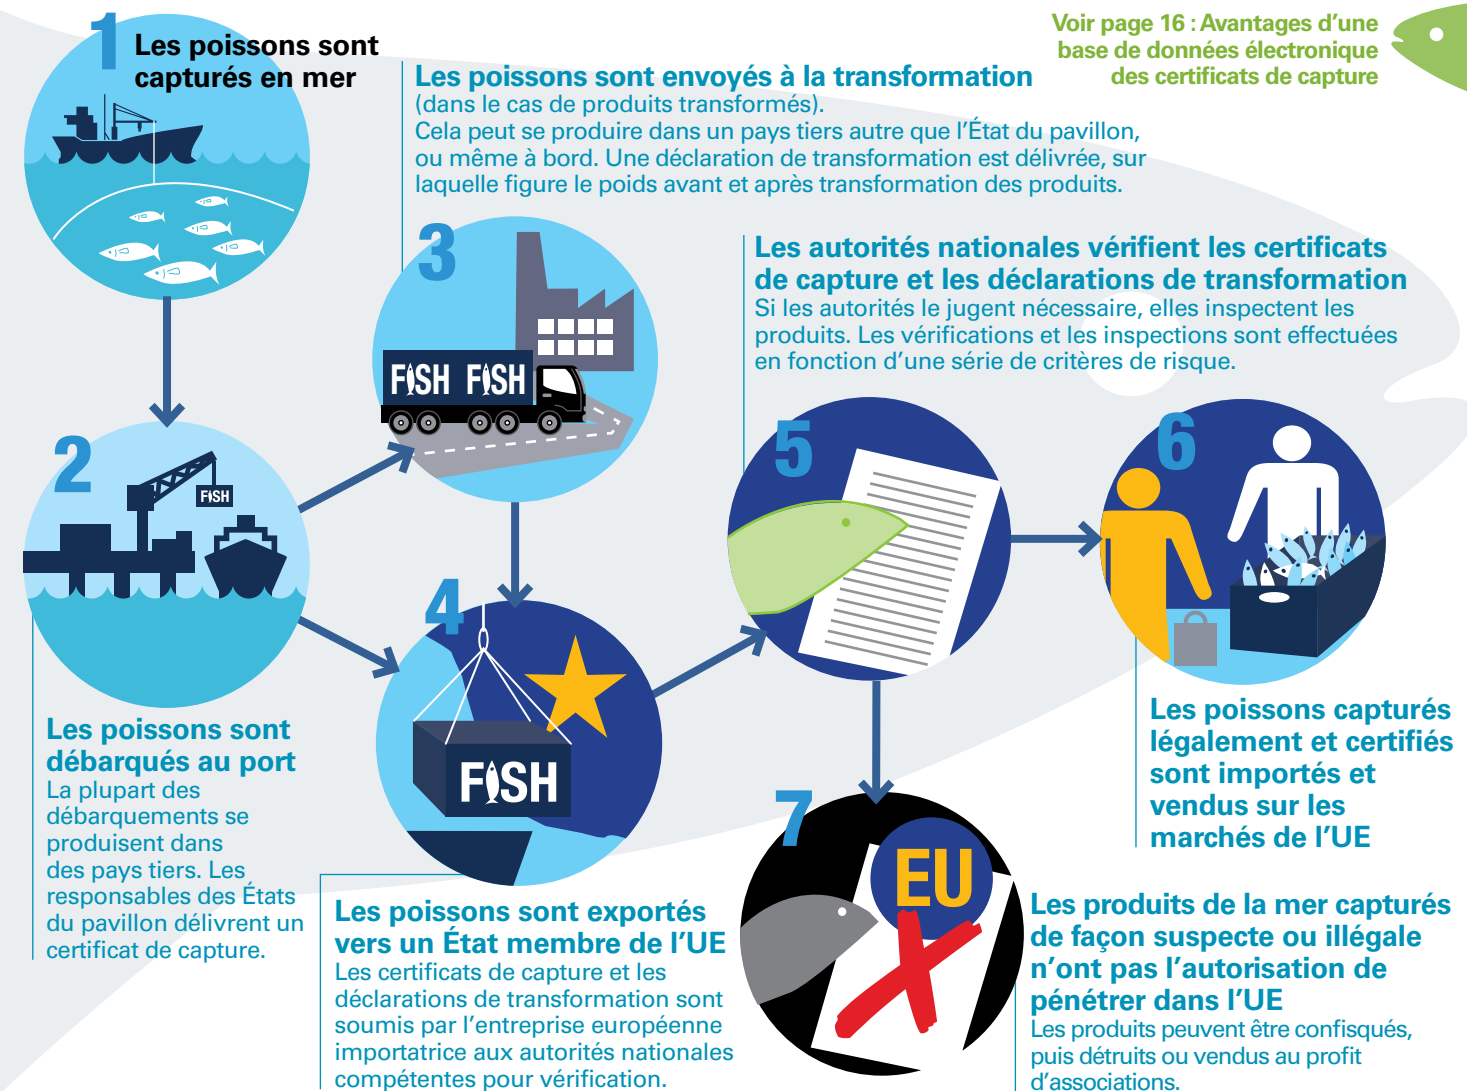 1
Les poissons sont
capturés en mer
Voir page 16 : Avantages d’une
base de données électronique
des certificats de capture
Les poissons sont envoyés à la transformation
(dans le cas de produits transformés).
Cela peut se produire dans un pays tiers autre que l’État du pavillon,
ou même à bord. Une déclaration de transformation est délivrée, sur
laquelle figure le poids avant et après transformation des produits.
3
FISH FISH
Les autorités nationales vérifient les certificats
de capture et les déclarations de transformation
Si les autorités le jugent nécessaire, elles inspectent les
produits. Les vérifications et les inspections sont effectuées
en fonction d’une série de critères de risque.
2
FISH
5
6
4
FISH
Les poissons sont
débarqués au port
La plupart des
débarquements se
produisent dans
des pays tiers. Les
responsables des États
du pavillon délivrent un
certificat de capture.
Les poissons capturés
légalement et certifiés
sont importés et
vendus sur les
marchés de l’UE
7
EU
Les poissons sont exportés
vers un État membre de l’UE
Les certificats de capture et les
déclarations de transformation sont
soumis par l’entreprise européenne
importatrice aux autorités nationales
compétentes pour vérification.
Les produits de la mer capturés
de façon suspecte ou illégale
n’ont pas l’autorisation de
pénétrer dans l’UE
Les produits peuvent être confisqués,
puis détruits ou vendus au profit
d’associations.